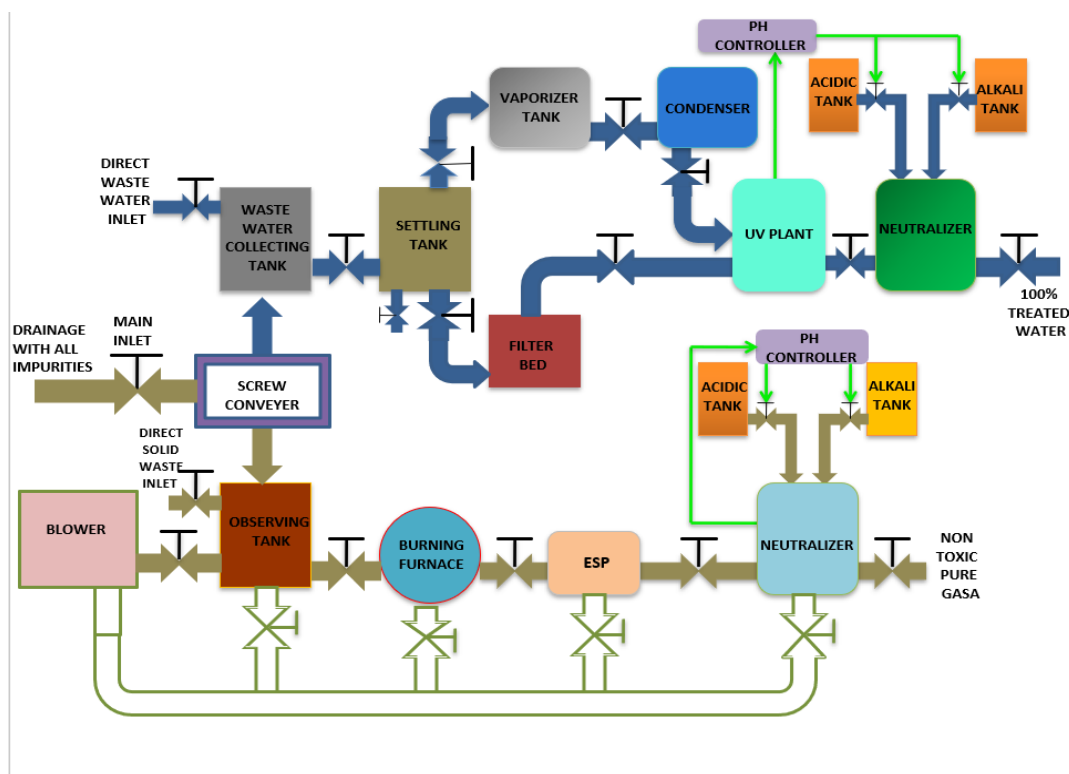 PH
CONTROLLER
ACIDIC
TANK
ALKALI
TANK
VAPORIZER
TANK
CONDENSER
DIRECT
WASTE
WATER
INLET
WASTE
WATER
COLLECTING
TANK
SETTLING
TANK
UV PLANT
NEUTRALIZER
100%
TREATED
WATER
DRAINAGE
WITH ALL
IMPURITIES
MAIN
INLET
SCREW
CONVEYER
FILTER
BED
PH
CONTROLLER
ACIDIC
TANK
ALKALI
TANK
DIRECT
SOLID
WASTE
INLET
BLOWER
OBSERVING
TANK
BURNING
FURNACE
ESP
NEUTRALIZER
NON
TOXIC
PURE
GASA